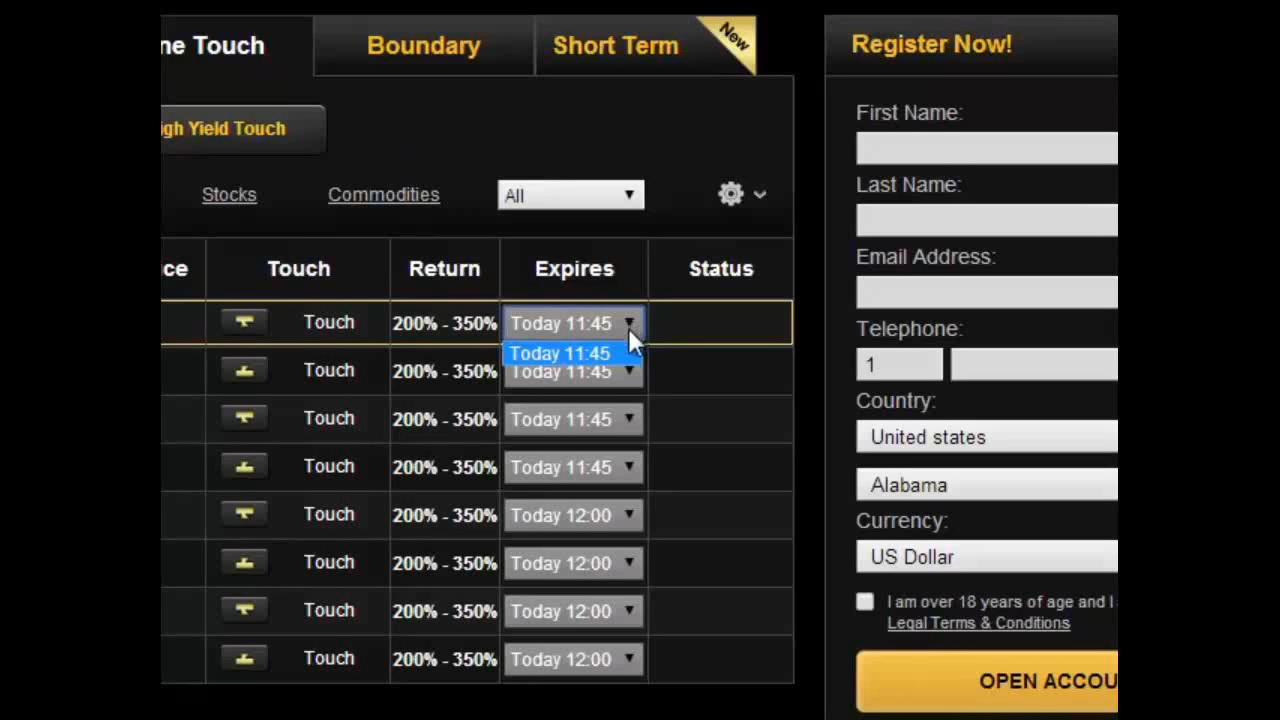 ne Touch
Boundary
Short Term
New
igh Yield Touch
Stocks
Commodities
All
ce
Touch
Return
Expires
Status
Touch
200% - 350%
Today 11:45
Today 11:45
Touch
200% - 350%
Today 11:45
Touch
200% - 350%
Today 11:45
Touch
200% - 350%
Today 11:45
Touch
200% - 350%
Today 12:00
Touch
200% - 350%
Today 12:00
Touch
200% - 350%
Today 12:00
Touch
200% - 350%
Today 12:00
Register Now!
First Name:
Last Name:
Email Address:
Telephone:
1
Country:
United states
Alabama
Currency:
US Dollar
I am over 18 years of age and I
Legal Terms & Conditions
OPEN ACCOU